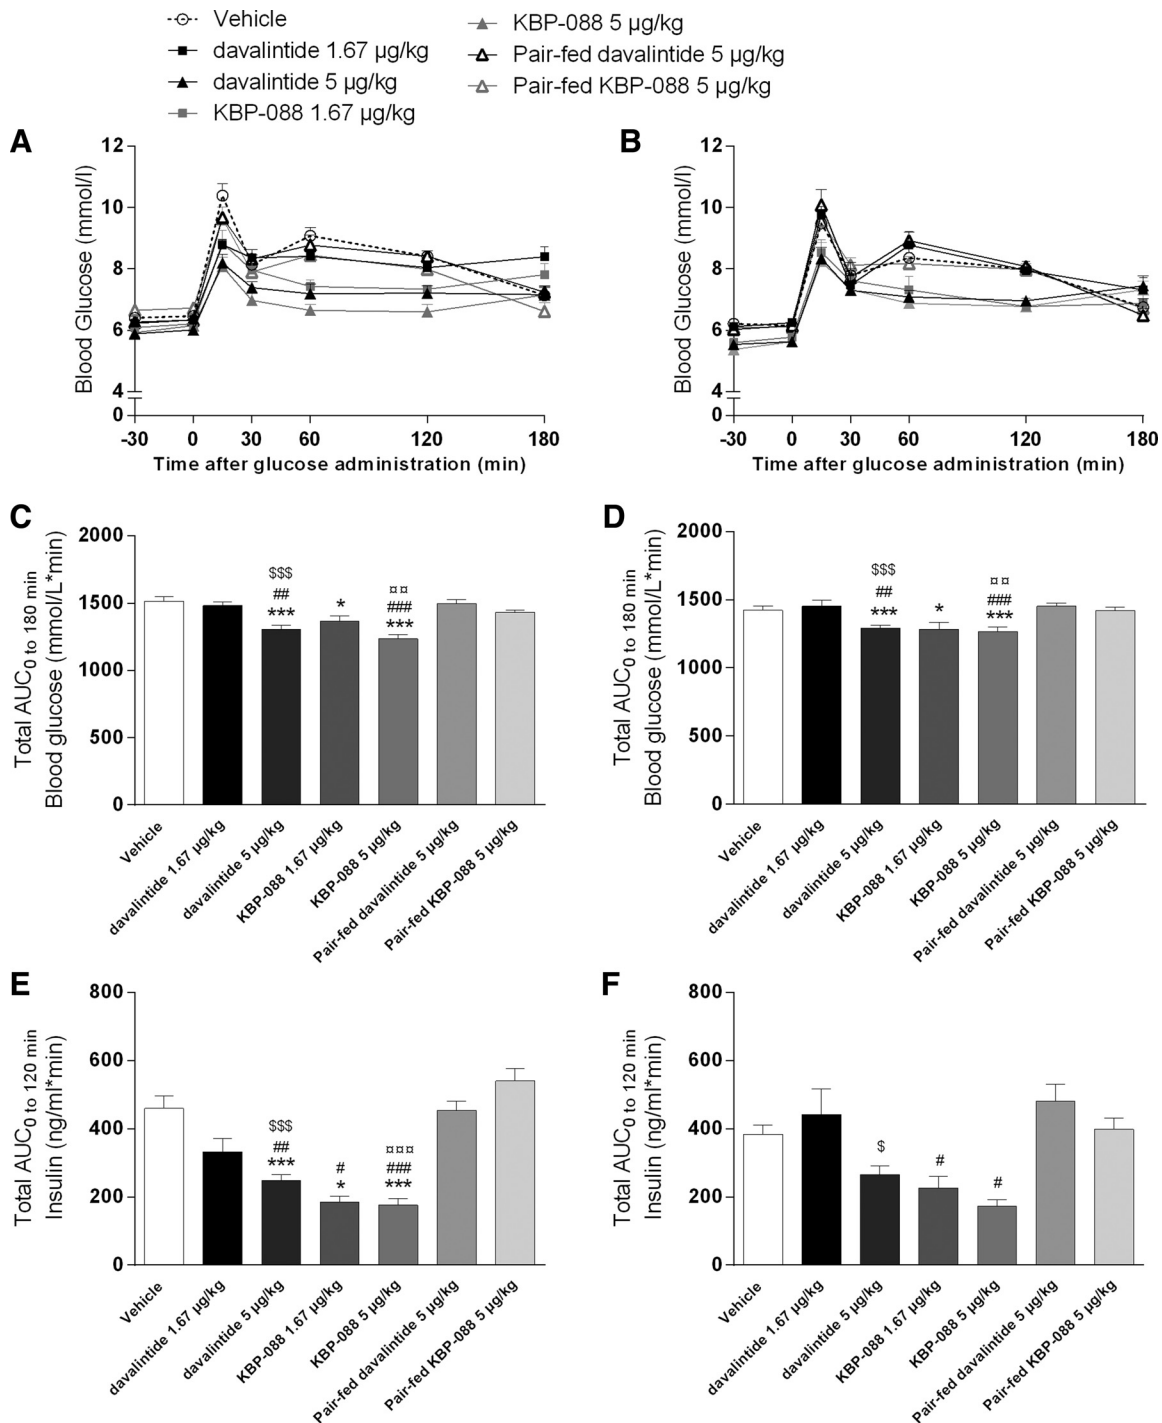 Vehicle
davalintide 1.67 µg/kg
davalintide 5 µg/kg
KBP-088 1.67 µg/kg
KBP-088 5 µg/kg
Pair-fed davalintide 5 µg/kg
Pair-fed KBP-088 5 µg/kg
A
Blood Glucose (mmol/l)
12
10
8
6
4
0
-30 0 30 60 120 180
Time after glucose administration (min)
B
Blood Glucose (mmol/l)
12
10
8
6
4
0
-30 0 30 60 120 180
Time after glucose administration (min)
C
Total AUC0 to 180 min
Blood glucose (mmol/L*min)
2000
1500
1000
500
0
$$$
##
***
*
¤¤
###
***
Vehicle
davalintide 1.67 µg/kg
davalintide 5 µg/kg
KBP-088 1.67 µg/kg
KBP-088 5 µg/kg
Pair-fed davalintide 5 µg/kg
Pair-fed KBP-088 5 µg/kg
D
Total AUC0 to 180 min
Blood glucose (mmol/L*min)
2000
1500
1000
500
0
$$$
##
***
*
¤¤
###
***
Vehicle
davalintide 1.67 µg/kg
davalintide 5 µg/kg
KBP-088 1.67 µg/kg
KBP-088 5 µg/kg
Pair-fed davalintide 5 µg/kg
Pair-fed KBP-088 5 µg/kg
E
Total AUC0 to 120 min
Insulin (ng/ml*min)
800
600
400
200
0
$$$
##
***
#
*
¤¤¤
###
***
Vehicle
davalintide 1.67 µg/kg
davalintide 5 µg/kg
KBP-088 1.67 µg/kg
KBP-088 5 µg/kg
Pair-fed davalintide 5 µg/kg
Pair-fed KBP-088 5 µg/kg
F
Total AUC0 to 120 min
Insulin (ng/ml*min)
800
600
400
200
0
$
#
#
Vehicle
davalintide 1.67 µg/kg
davalintide 5 µg/kg
KBP-088 1.67 µg/kg
KBP-088 5 µg/kg
Pair-fed davalintide 5 µg/kg
Pair-fed KBP-088 5 µg/kg